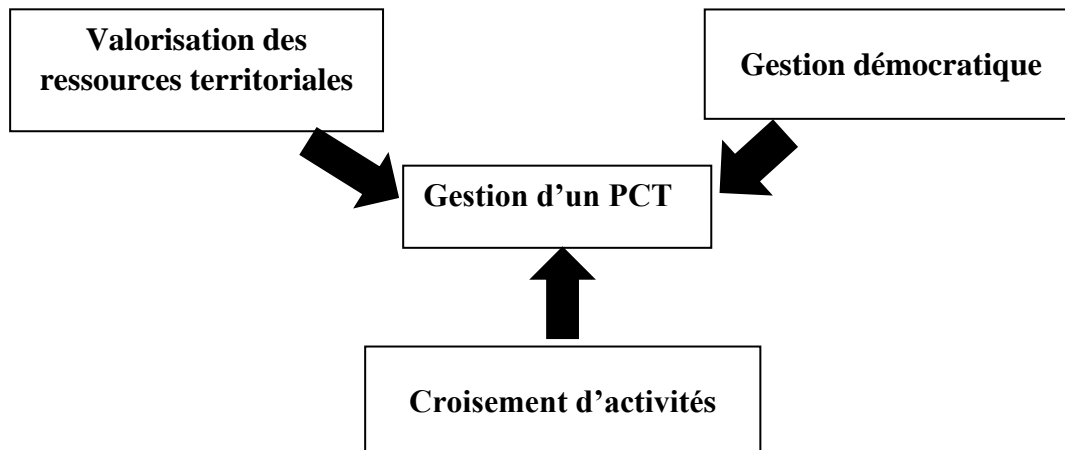 Valorisation des
ressources territoriales
Gestion démocratique
Gestion d’un PCT
Croisement d’activités